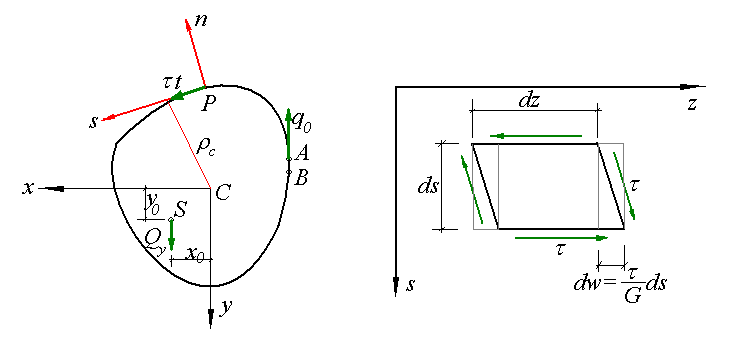 n
τt
P
s
q₀
ρc
A
B
x
C
y₀
S
Qy
x₀
y
z
dz
ds
τ
τ
s
dw=τ/G ds